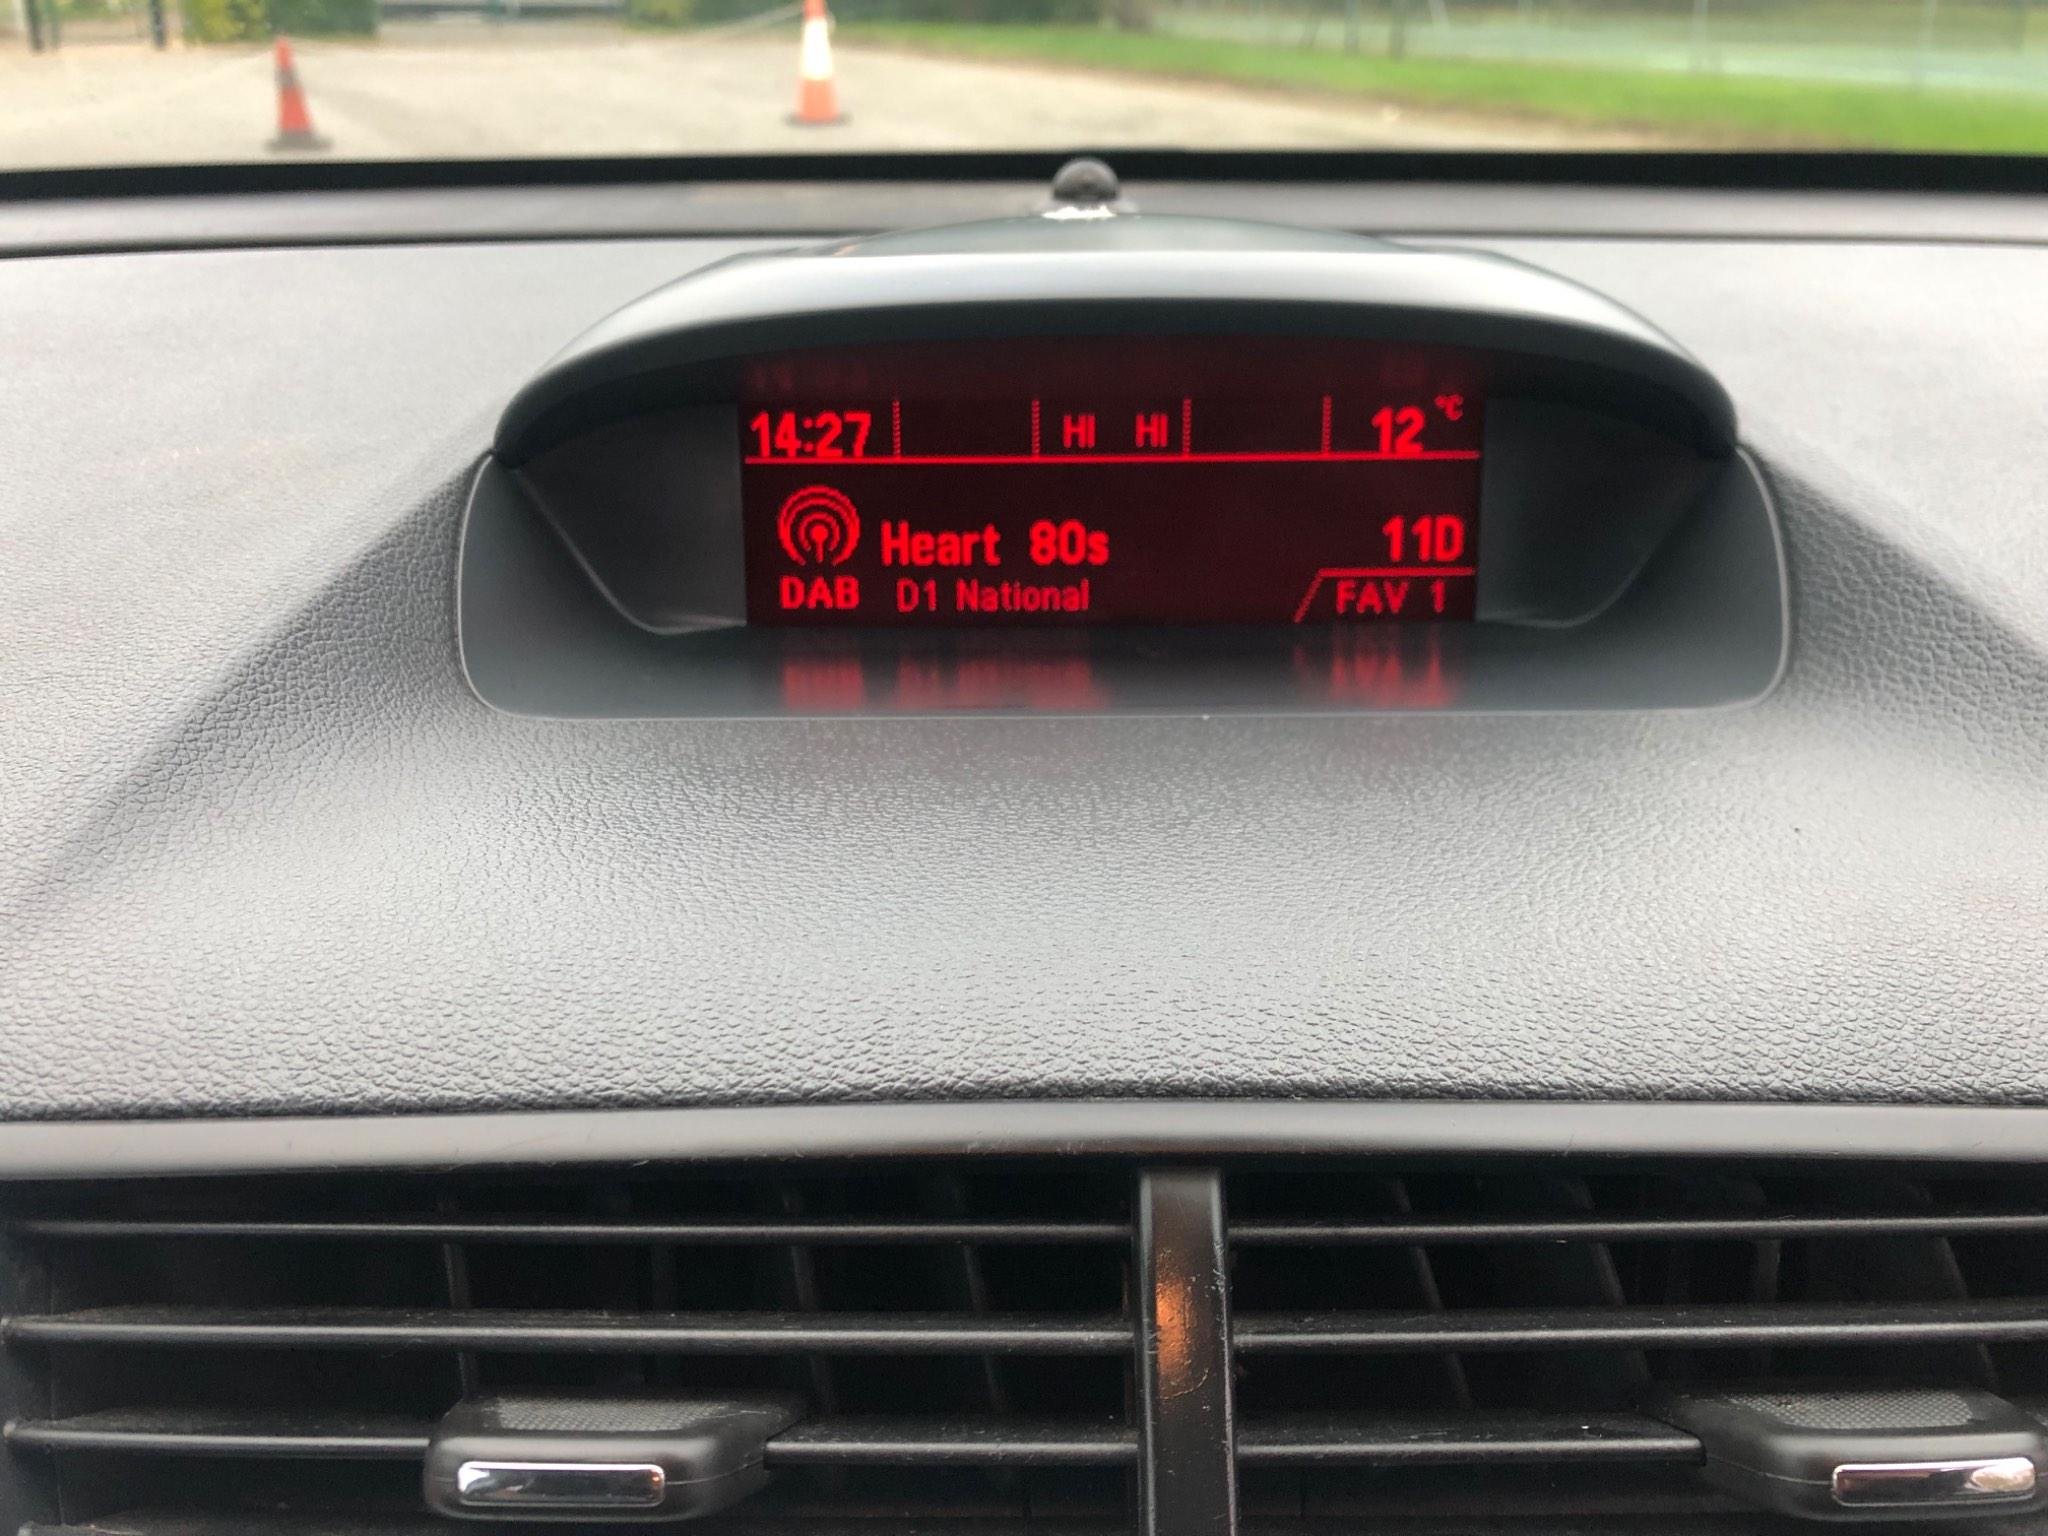 14:27 HI HI 12 °C
Heart 80s 11D
DAB D1 National FAV 1